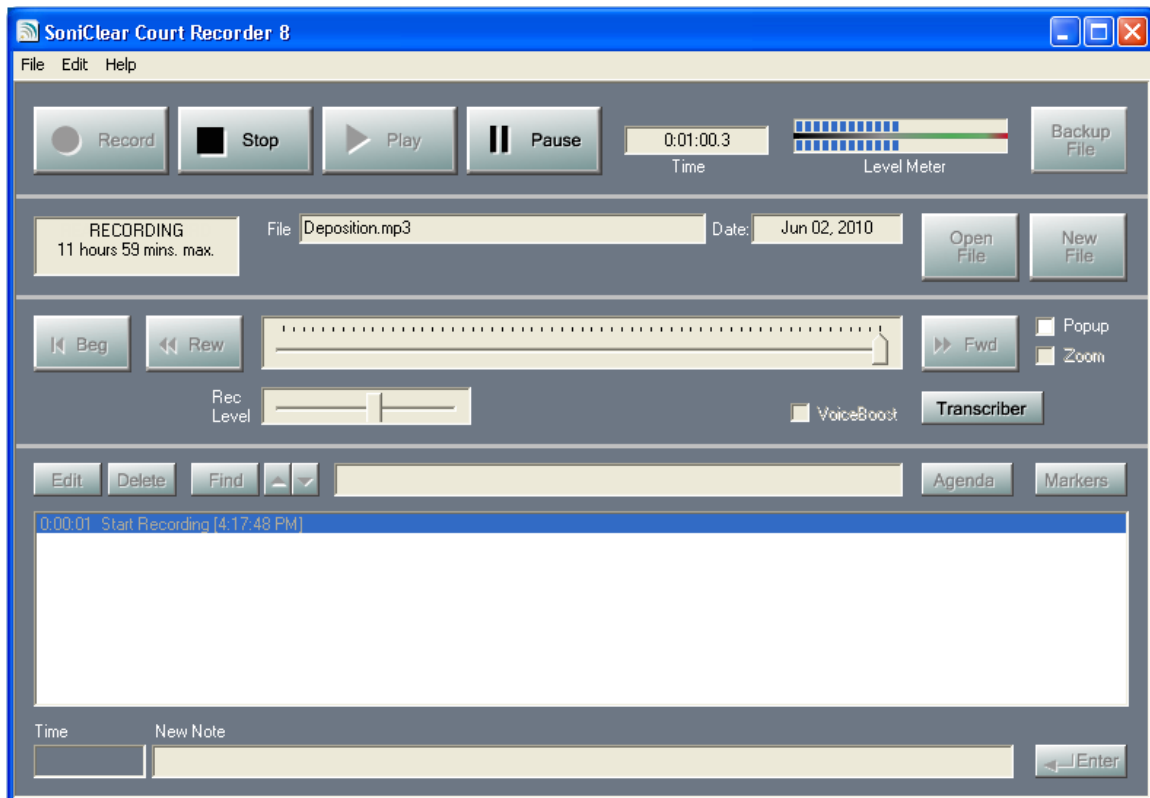 SoniClear Court Recorder 8
File Edit Help
Record Stop Play Pause 0:01:00.3 Backup File
Time Level Meter
RECORDING
11 hours 59 mins. max.
File Deposition.mp3 Date: Jun 02, 2010 Open File New File
Beg Rew Fwd Popup
Zoom
Rec Level VoiceBoost Transcriber
Edit Delete Find Agenda Markers
0:00:01 Start Recording [4:17:48 PM]
Time New Note
Enter